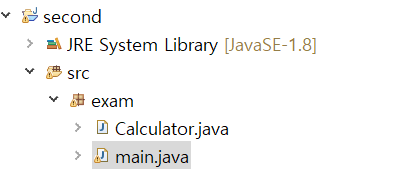 second
JRE System Library [JavaSE-1.8]
src
exam
Calculator.java
main.java